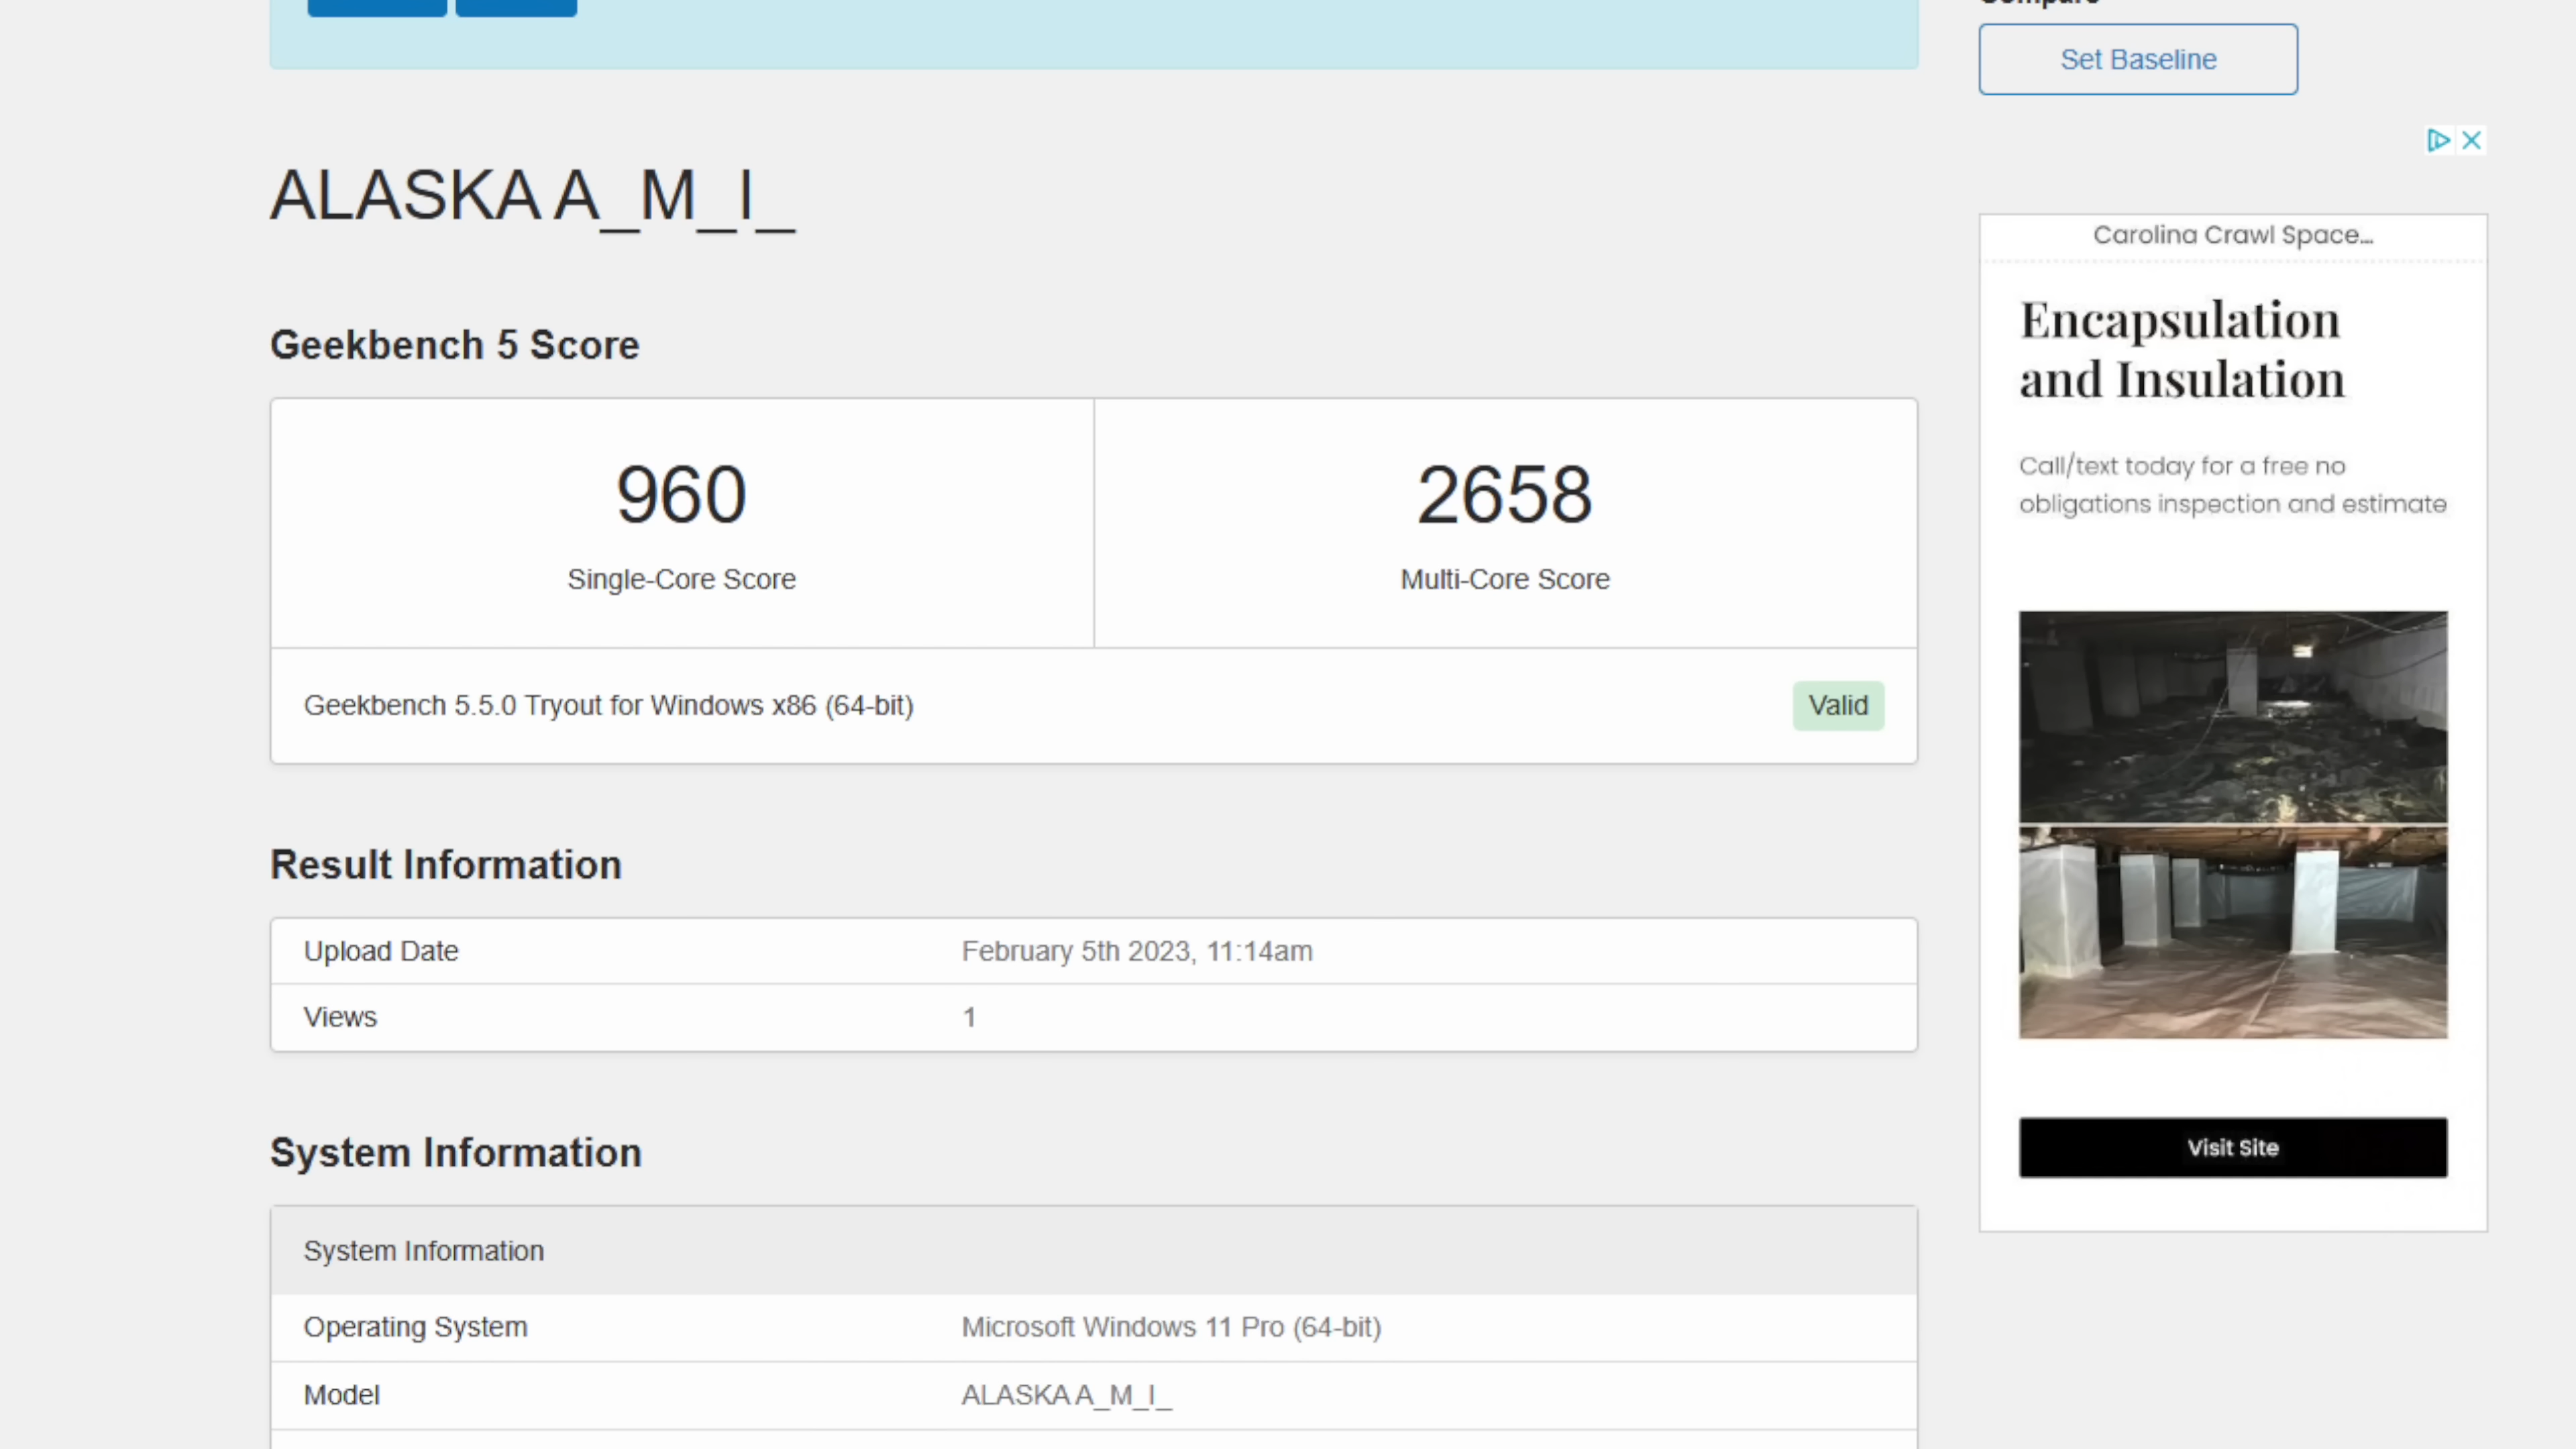 Set Baseline
ALASKA A_M_I_
Geekbench 5 Score
960
Single-Core Score
2658
Multi-Core Score
Geekbench 5.5.0 Tryout for Windows x86 (64-bit)
Valid
Result Information
Upload Date February 5th 2023, 11:14am
Views 1
System Information
System Information
Operating System Microsoft Windows 11 Pro (64-bit)
Model ALASKA A_M_I_
Carolina Crawl Space...
Encapsulation
and Insulation
Call/text today for a free no
obligations inspection and estimate
Visit Site